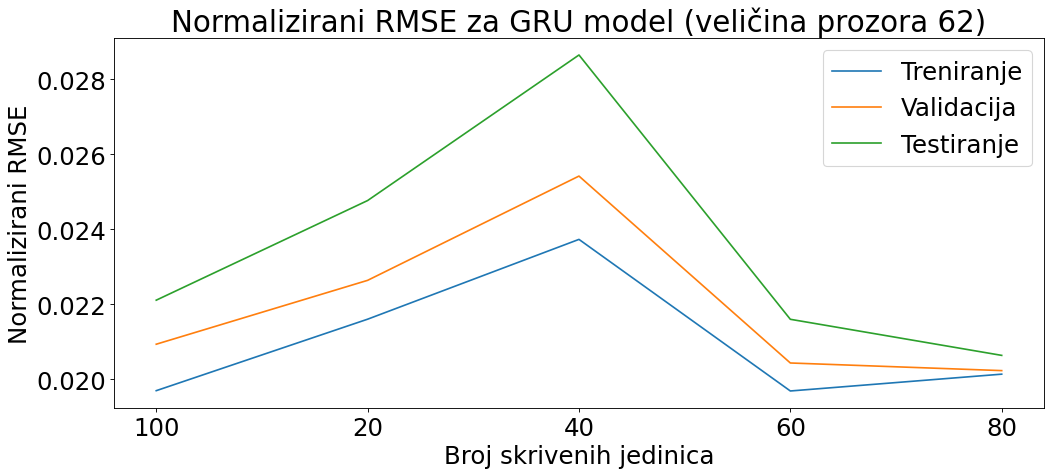 Normalizirani RMSE za GRU model (veličina prozora 62)
Treniranje
Validacija
Testiranje
Normalizirani RMSE
0.028
0.026
0.024
0.022
0.020
100 20 40 60 80
Broj skrivenih jedinica